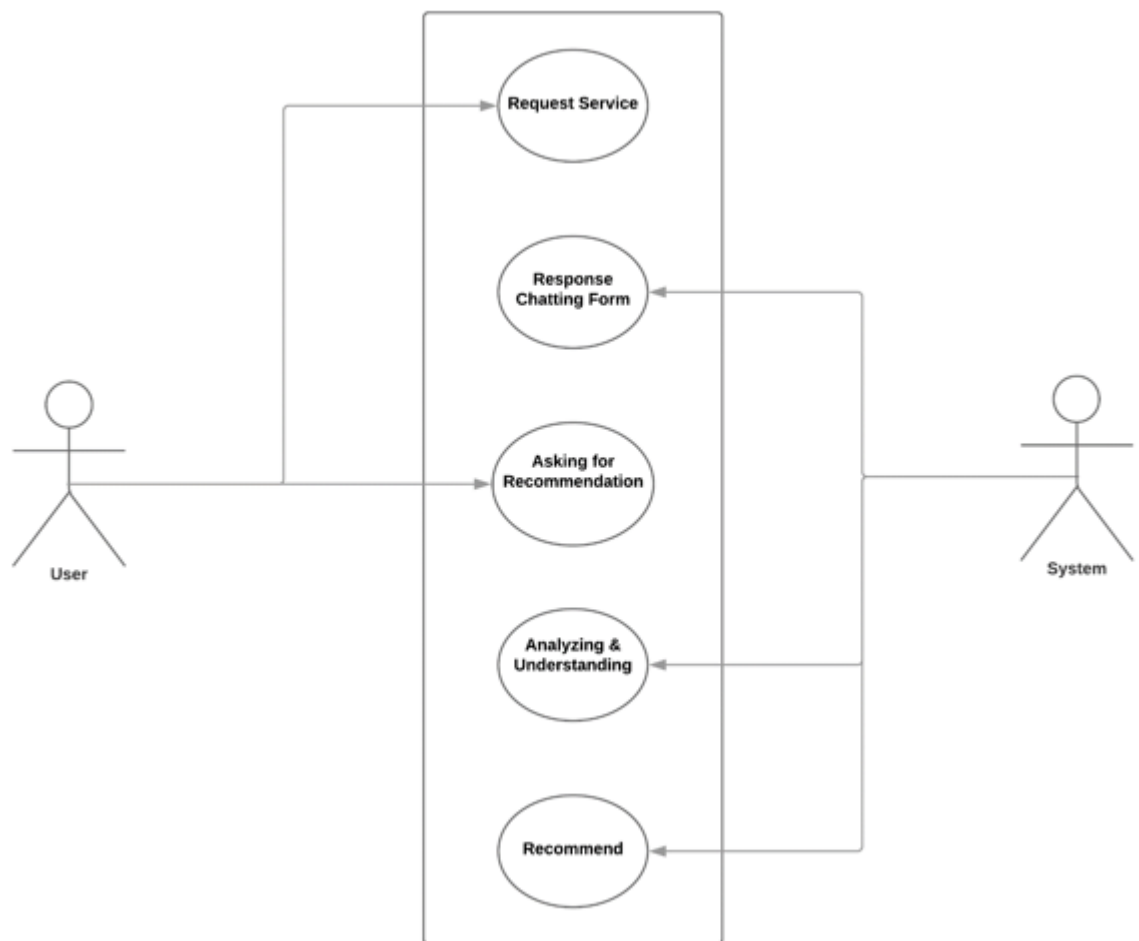 Request Service
Response
Chatting Form
Asking for
Recommendation
User
System
Analyzing &
Understanding
Recommend